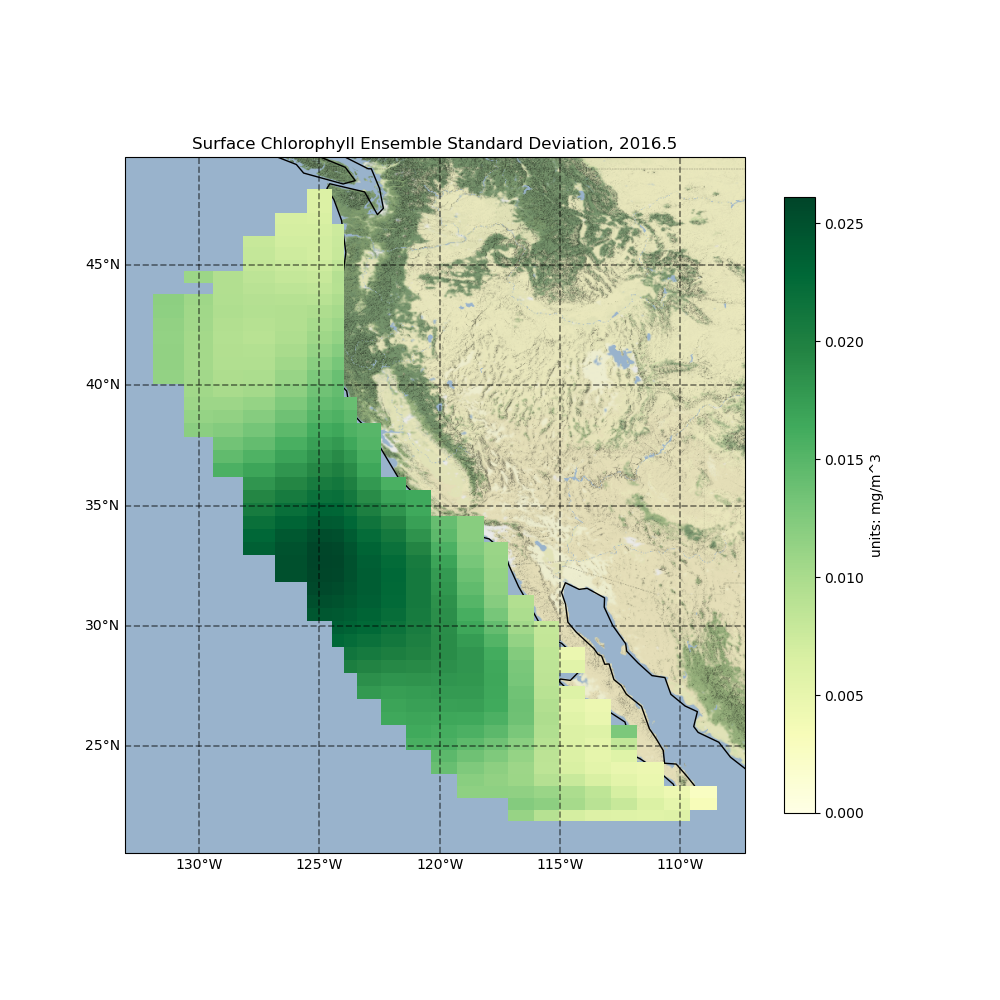 Surface Chlorophyll Ensemble Standard Deviation, 2016.5
45°N
40°N
35°N
30°N
25°N
130°W
125°W
120°W
115°W
110°W
0.025
0.020
0.015
0.010
0.005
0.000
units: mg/m^3